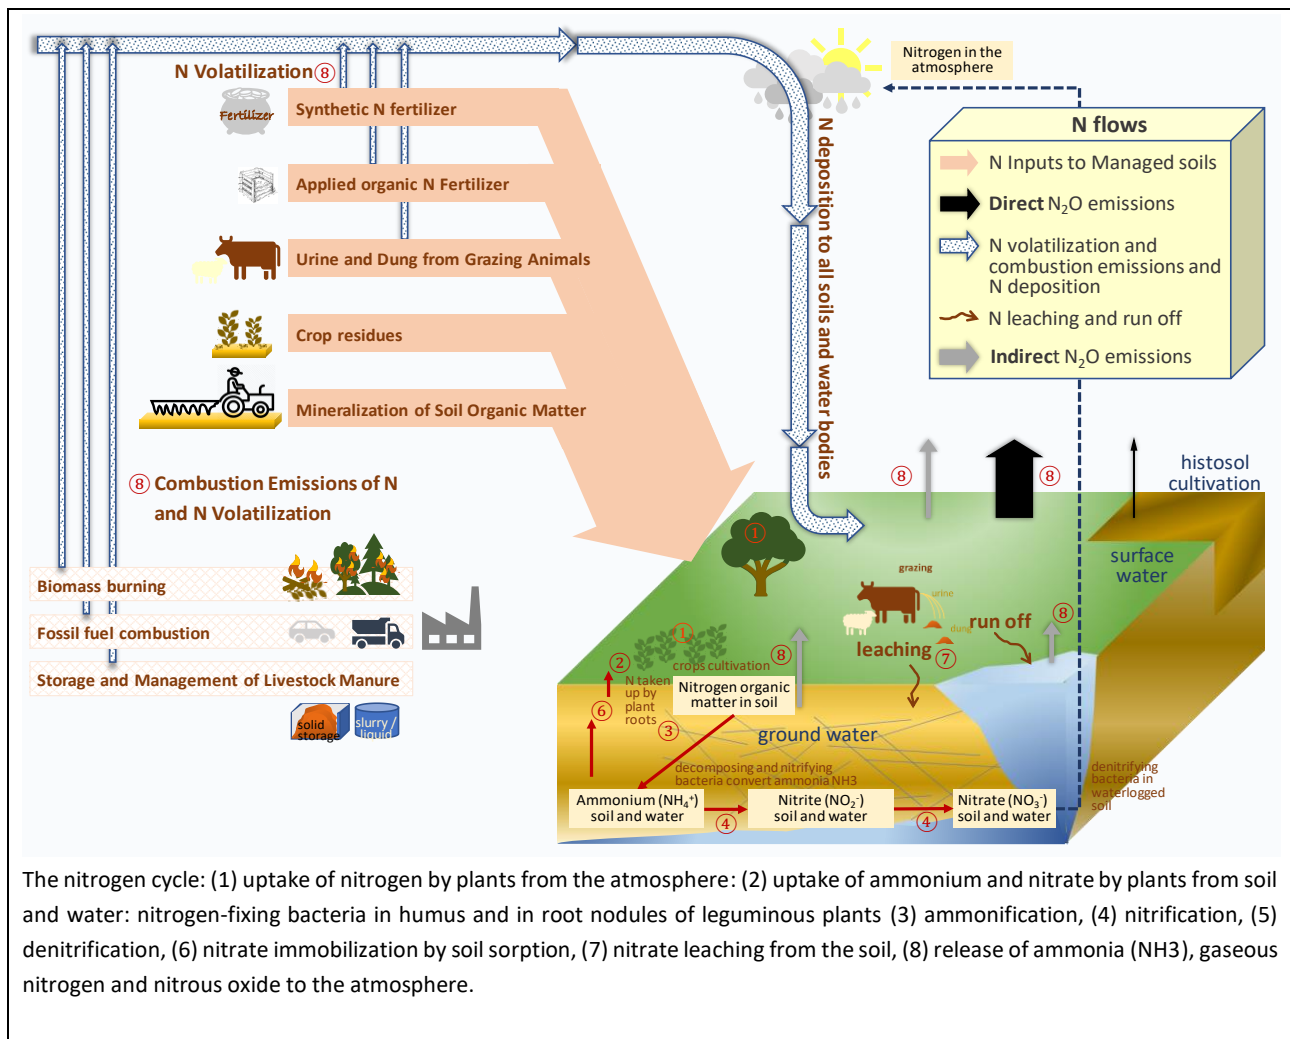 N Volatilization ⑧
Fertilizer
Synthetic N fertilizer
Applied organic N Fertilizer
Urine and Dung from Grazing Animals
Crop residues
Mineralization of Soil Organic Matter
⑧ Combustion Emissions of N
and N Volatilization
Biomass burning
Fossil fuel combustion
Storage and Management of Livestock Manure
solid
storage
slurry /
liquid
N deposition to all soils and water bodies
Nitrogen in the
atmosphere
N flows
N Inputs to Managed soils
Direct N₂O emissions
N volatilization and
combustion emissions and
N deposition
N leaching and run off
Indirect N₂O emissions
⑧
⑧
histosol
cultivation
surface
water
①
grazing
urine
dung
run off
⑧
leaching ⑦
①
②
crops cultivation
⑧
N taken
up by
plant
roots
⑥
Nitrogen organic
matter in soil
③
ground water
decomposing and nitrifying
bacteria convert ammonia NH3
denitrifying
bacteria in
waterlogged
soil
Ammonium (NH₄⁺)
soil and water
④
Nitrite (NO₂⁻)
soil and water
④
Nitrate (NO₃⁻)
soil and water
The nitrogen cycle: (1) uptake of nitrogen by plants from the atmosphere: (2) uptake of ammonium and nitrate by plants from soil
and water: nitrogen-fixing bacteria in humus and in root nodules of leguminous plants (3) ammonification, (4) nitrification, (5)
denitrification, (6) nitrate immobilization by soil sorption, (7) nitrate leaching from the soil, (8) release of ammonia (NH3), gaseous
nitrogen and nitrous oxide to the atmosphere.